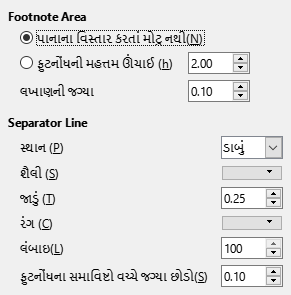 Footnote Area
પાનાના વિસ્તાર કરતાં મોટૂ નથી(N)
ફુટનોંધની મહત્તમ ઊંચાઈ (h) 2.00
લખાણની જગ્યા 0.10
Separator Line
સ્થાન (P) ડાબું
શૈલી (S)
જાડું (T) 0.25
રંગ (C)
લંબાઇ(L) 100
ફુટનોંધના સમાવિષ્ટો વચ્ચે જગ્યા છોડો(S) 0.10